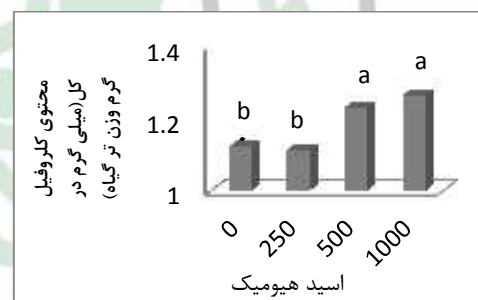 محتوی کلروفیل
کل(میلی گرم در
گرم وزن تر گیاه)
1.4
1.2
1
b
b
a
a
0
250
500
1000
اسید هیومیک